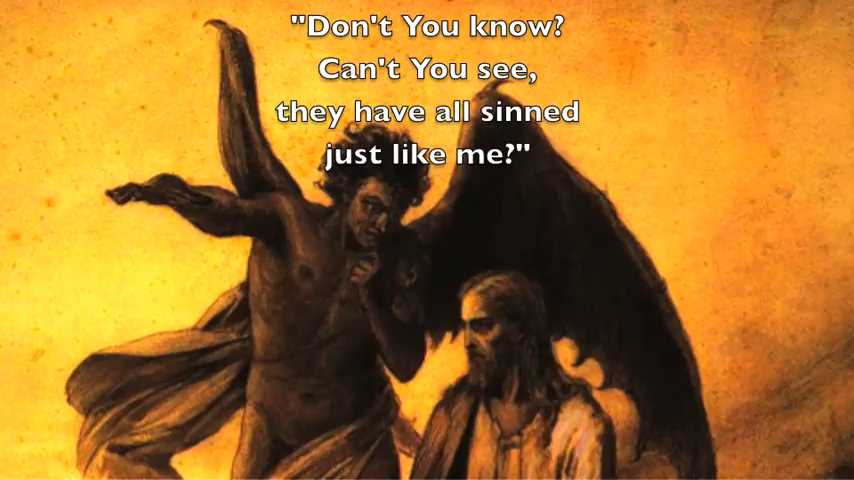 "Don't You know?
Can't You see,
they have all sinned
just like me?"